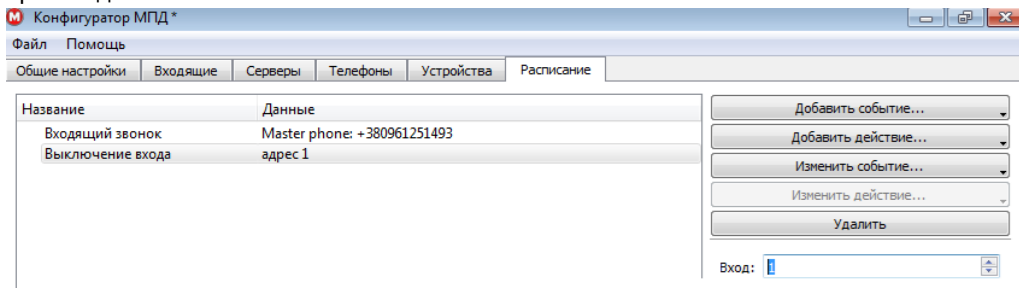 Конфигуратор МПД *
Файл Помощь
Общие настройки Входящие Серверы Телефоны Устройства Расписание
Название Данные
Входящий звонок Master phone: +380961251493
Выключение входа адрес 1
Добавить событие...
Добавить действие...
Изменить событие...
Изменить действие...
Удалить
Вход: 1